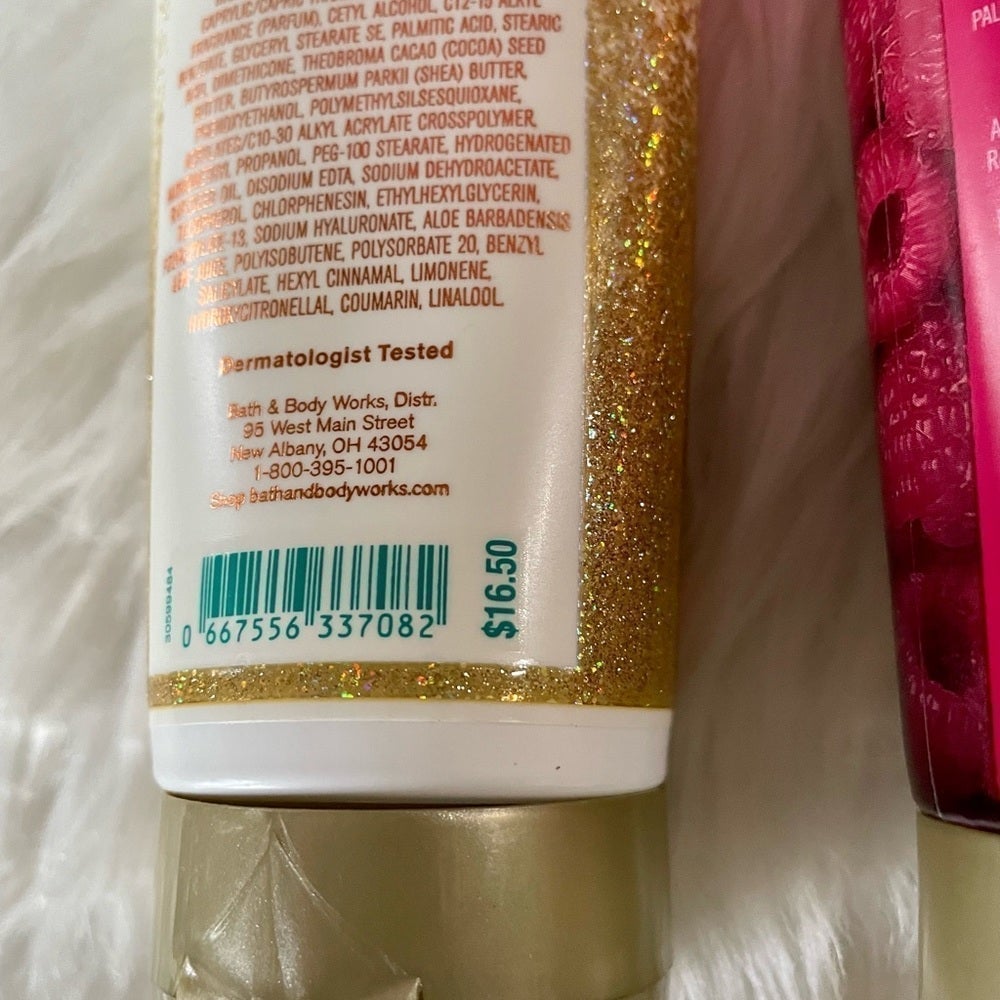 CAPRYLIC/CAPRIC
FRAGRANCE (PARFUM), CETYL ALCOHOL, C12-15 ALKYL
GLYCERYL STEARATE SE, PALMITIC ACID, STEARIC
ACID, DIMETHICONE, THEOBROMA CACAO (COCOA) SEED
BUTTER, BUTYROSPERMUM PARKII (SHEA) BUTTER,
PHENOXYETHANOL, POLYMETHYLSILSESQUIOXANE,
ACRYLATES/C10-30 ALKYL ACRYLATE CROSSPOLYMER,
PROPANOL, PEG-100 STEARATE, HYDROGENATED
OIL, DISODIUM EDTA, SODIUM DEHYDROACETATE,
CHLORPHENESIN, ETHYLHEXYLGLYCERIN,
SODIUM HYALURONATE, ALOE BARBADENSIS
POLYISOBUTENE, POLYSORBATE 20, BENZYL
SALICYLATE, HEXYL CINNAMAL, LIMONENE,
HYDROXYCITRONELLAL, COUMARIN, LINALOOL.
Dermatologist Tested
Bath & Body Works, Distr.
95 West Main Street
New Albany, OH 43054
1-800-395-1001
Shop bathandbodyworks.com
30599484
0 667556 337082
$16.50
PAL
A
R